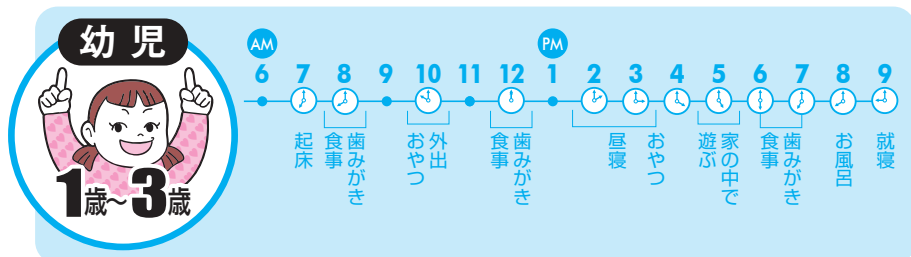 幼児
1歳～3歳
AM
PM
6 7 8 9 10 11 12 1 2 3 4 5 6 7 8 9
起床
食事
歯みがき
おやつ
外出
食事
歯みがき
昼寝
おやつ
遊ぶ
家の中で
食事
歯みがき
お風呂
就寝